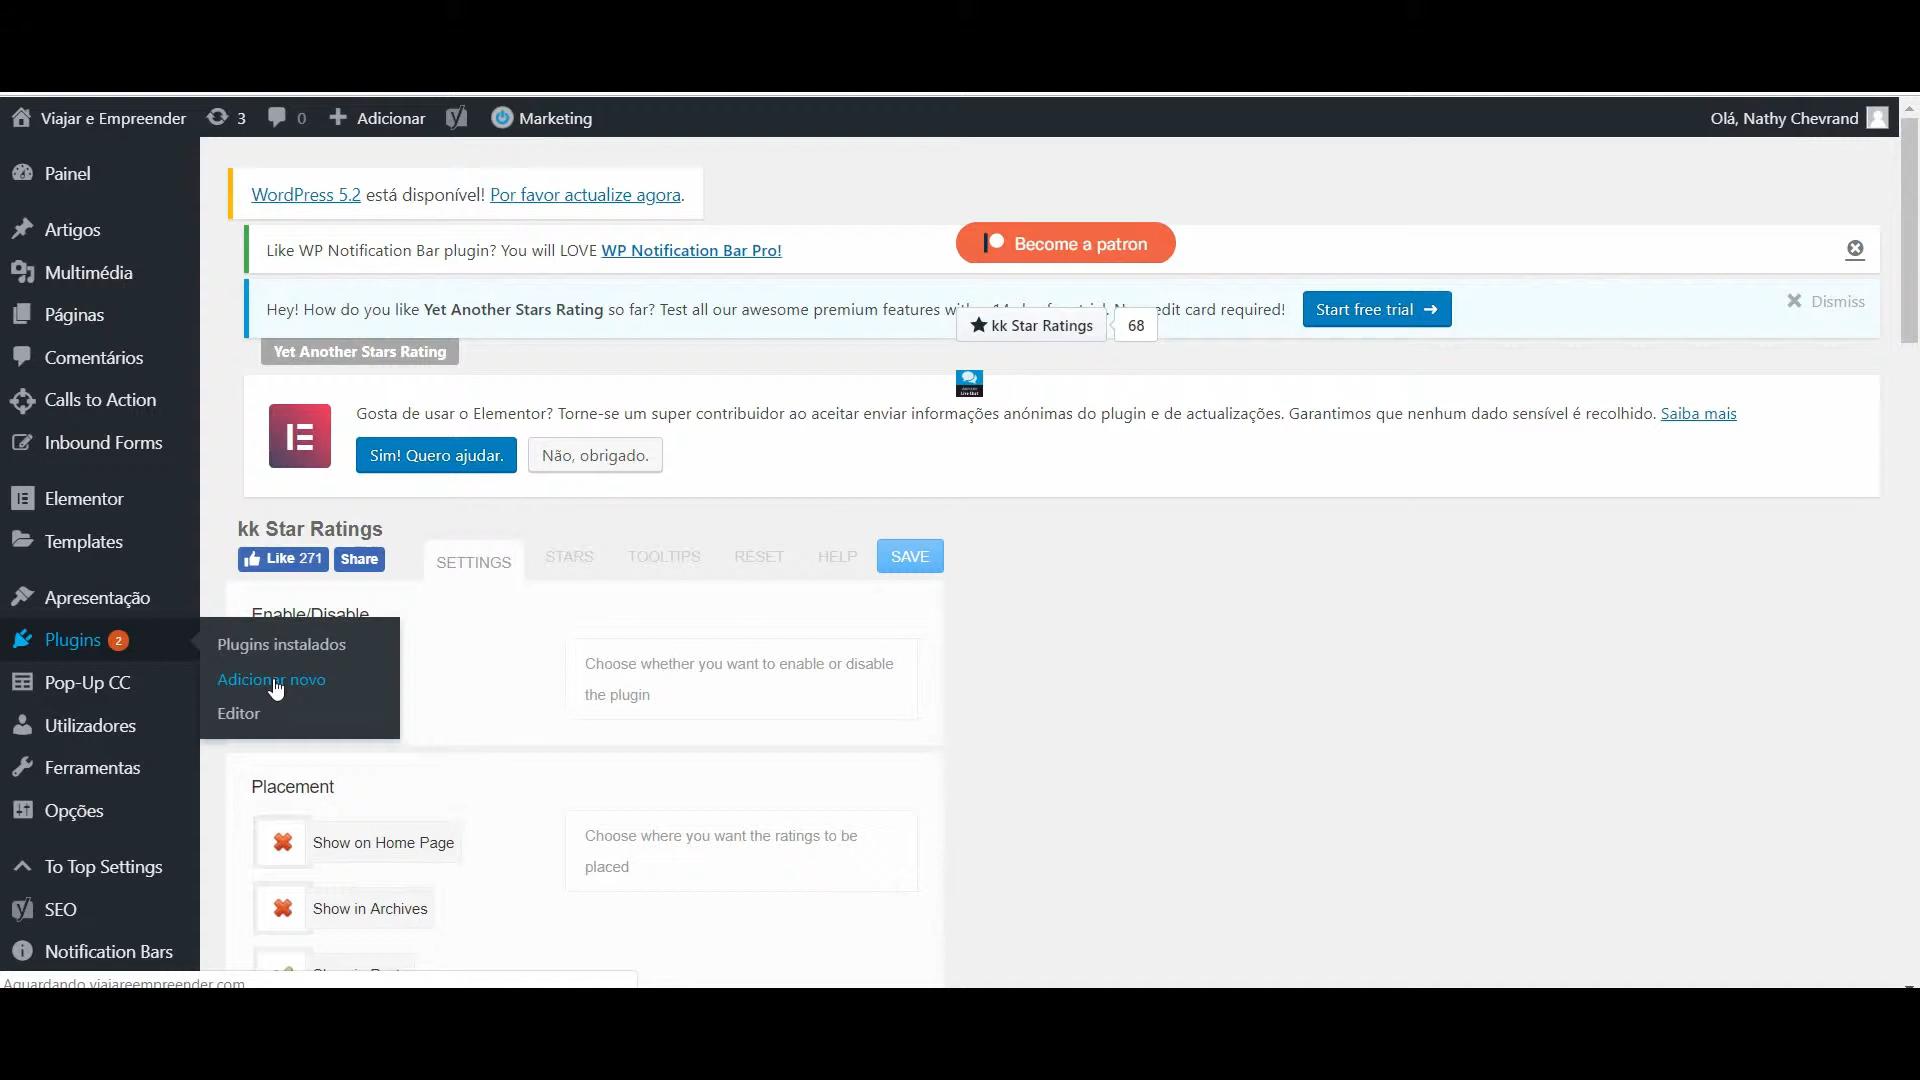 Viajar e Empreender 3 0 Adicionar Marketing Olá, Nathy Chevrand
Painel
Artigos
Multimédia
Páginas
Comentários
Calls to Action
Inbound Forms
Elementor
Templates
Apresentação
Plugins 2
Pop-Up CC
Utilizadores
Ferramentas
Opções
To Top Settings
SEO
Notification Bars
Plugins instalados
Adicionar novo
Editor
WordPress 5.2 está disponível! Por favor actualize agora.
Like WP Notification Bar plugin? You will LOVE WP Notification Bar Pro!
Become a patron
Hey! How do you like Yet Another Stars Rating so far? Test all our awesome premium features card required!
Start free trial →
Dismiss
kk Star Ratings 68
Yet Another Stars Rating
Gosta de usar o Elementor? Torne-se um super contribuidor ao aceitar enviar informações anónimas do plugin e de actualizações. Garantimos que nenhum dado sensível é recolhido. Saiba mais
Sim! Quero ajudar. Não, obrigado.
kk Star Ratings
Like 271 Share
SETTINGS STARS TOOLTIPS RESET HELP SAVE
Enable/Disable
Choose whether you want to enable or disable
the plugin
Placement
Show on Home Page
Choose where you want the ratings to be
placed
Show in Archives
Aguardando viajareempreender.com